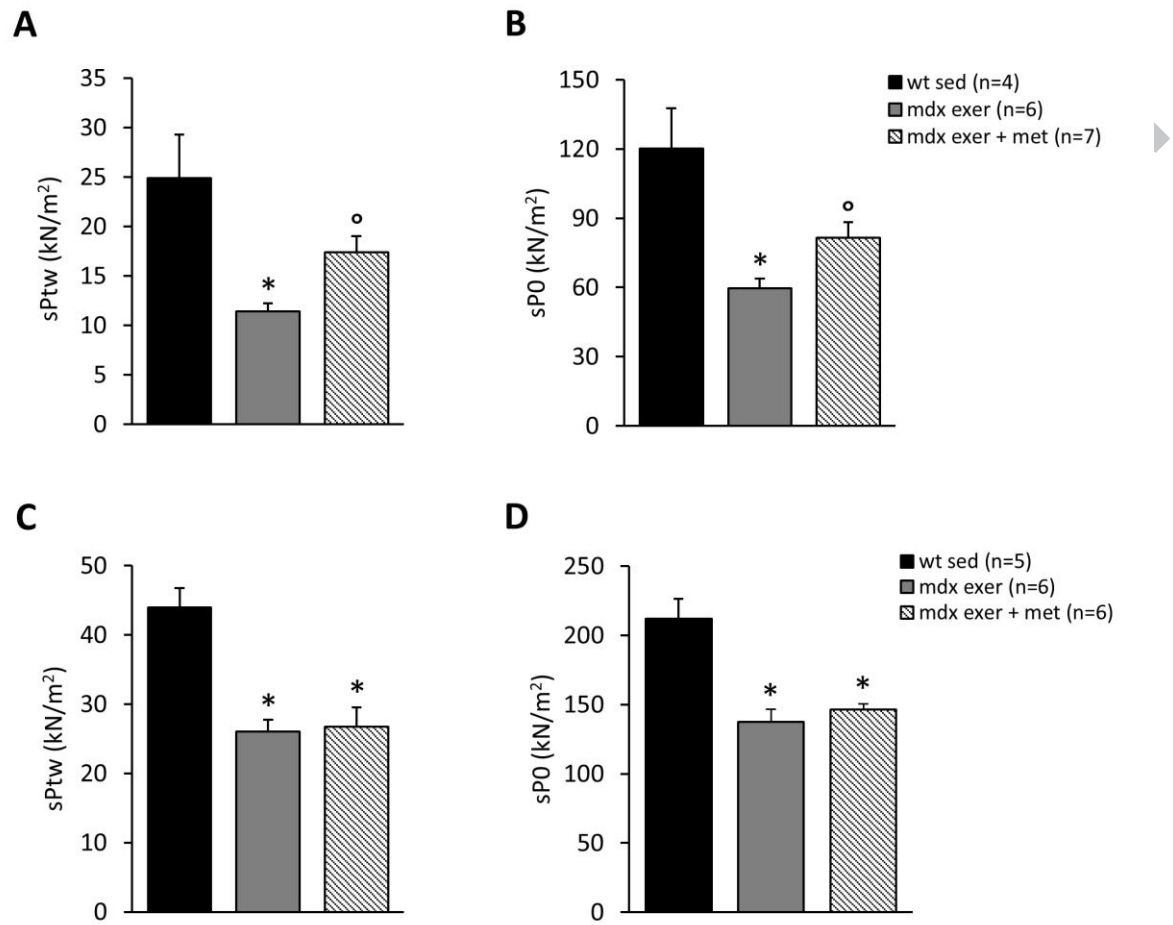 A
35
30
25
20
15
10
5
0
sPtw (kN/m²)
*
°
B
150
120
90
60
30
0
sP0 (kN/m²)
*
°
wt sed (n=4)
mdx exer (n=6)
mdx exer + met (n=7)
C
50
40
30
20
10
0
sPtw (kN/m²)
*
*
D
250
200
150
100
50
0
sP0 (kN/m²)
*
*
wt sed (n=5)
mdx exer (n=6)
mdx exer + met (n=6)